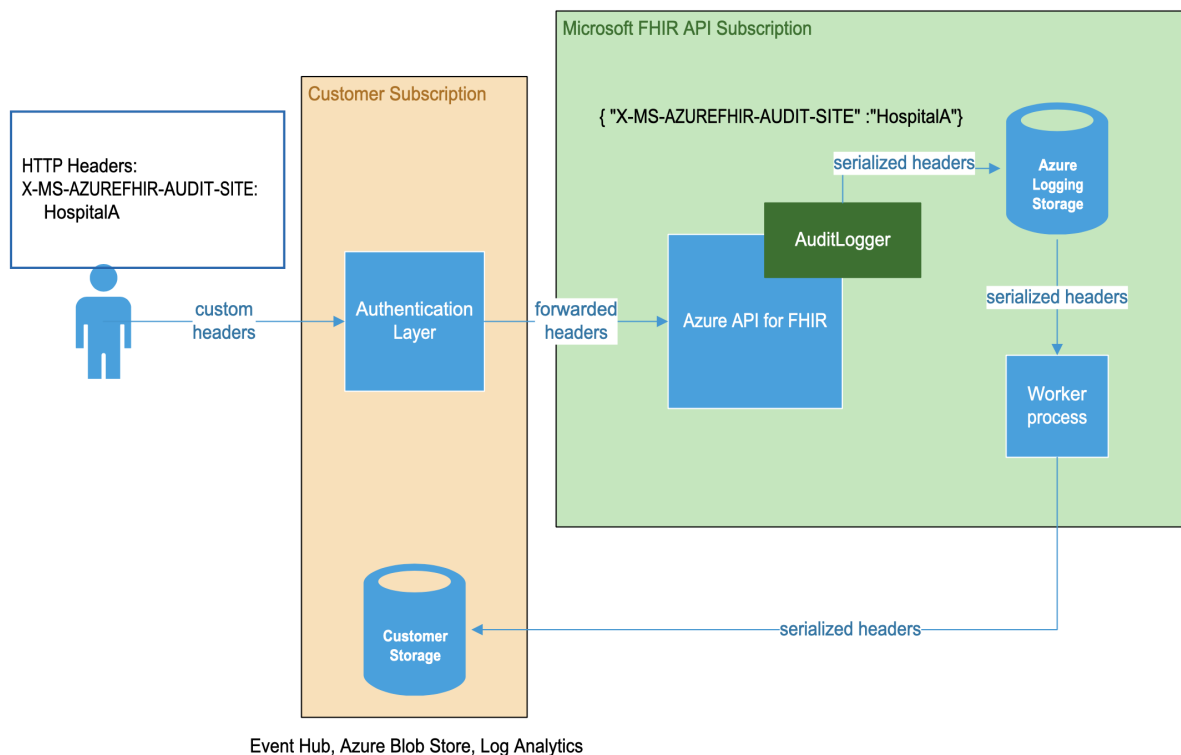 Microsoft FHIR API Subscription
Customer Subscription
{ "X-MS-AZUREFHIR-AUDIT-SITE" :"HospitalA"}
HTTP Headers:
X-MS-AZUREFHIR-AUDIT-SITE:
HospitalA
serialized headers
Azure
Logging
Storage
AuditLogger
custom
headers
Authentication
Layer
forwarded
headers
Azure API for FHIR
serialized headers
Worker
process
Customer
Storage
serialized headers
Event Hub, Azure Blob Store, Log Analytics